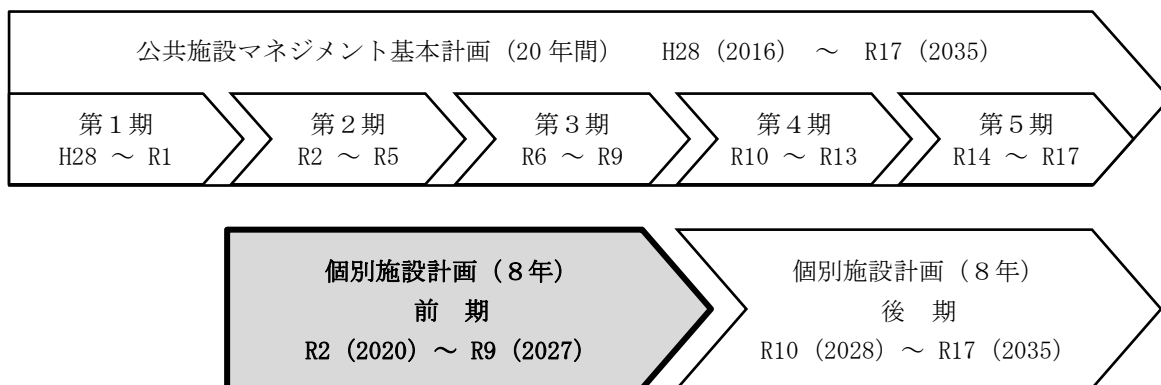 公共施設マネジメント基本計画（20年間） H28（2016） ～ R17（2035）
第１期
H28 ～ R1
第２期
R2 ～ R5
第３期
R6 ～ R9
第４期
R10 ～ R13
第５期
R14 ～ R17
個別施設計画（８年）
前 期
R2（2020）～ R9（2027）
個別施設計画（８年）
後 期
R10（2028）～ R17（2035）